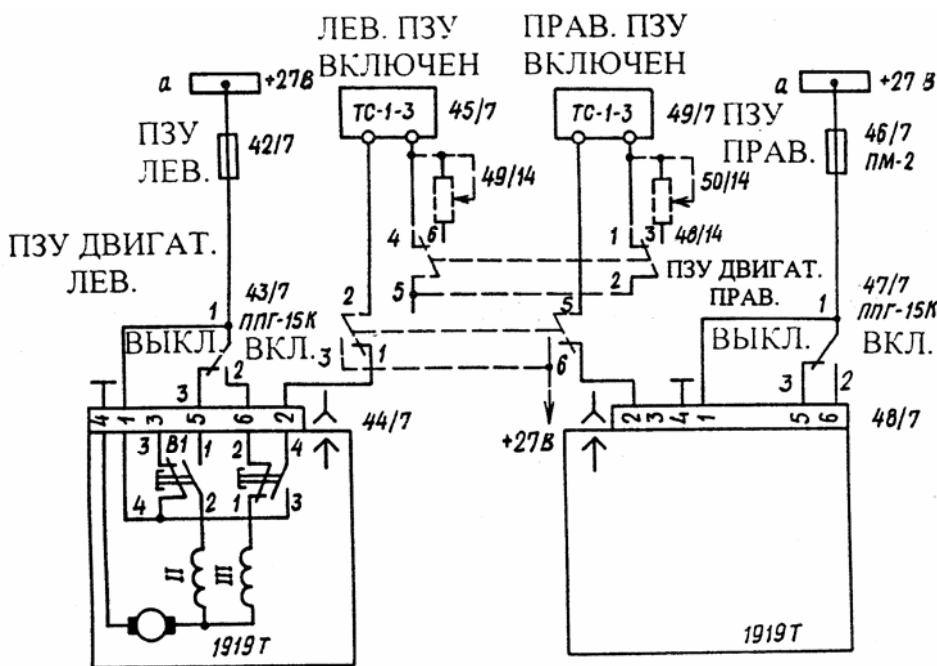 ЛЕВ. ПЗУ
ВКЛЮЧЕН
ПРАВ. ПЗУ
ВКЛЮЧЕН
а +27В
ТС-1-3 45/7
ТС-1-3 49/7
а +27 В
ПЗУ
ЛЕВ.
42/7
49/14
50/14
ПЗУ
ПРАВ.
46/7
ПМ-2
4 6
1 3 48/14
5
2
ПЗУ ДВИГАТ.
ЛЕВ.
ПЗУ ДВИГАТ.
ПРАВ.
1 43/7
ППГ-15К
ВЫКЛ. ВКЛ.
3 2
2
3 1
5
6
+27В
1 47/7
ППГ-15К
ВЫКЛ. ВКЛ.
3 2
4 1 3 5 6 2
44/7
2 3 4 1 5 6
48/7
3 В1 1 2 4
4 2 1 3
II III
1919Т
1919Т